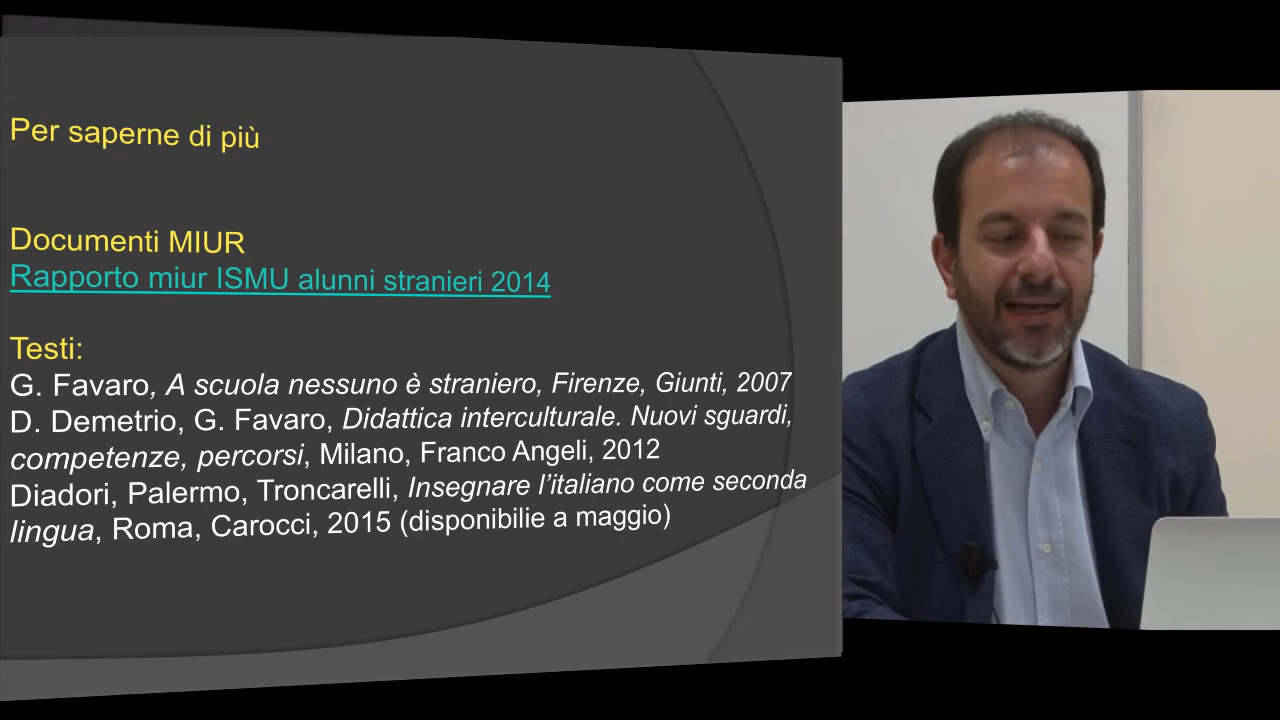 Per saperne di più
Documenti MIUR
Rapporto miur ISMU alunni stranieri 2014
Testi:
G. Favaro, A scuola nessuno è straniero, Firenze, Giunti, 2007
D. Demetrio, G. Favaro, Didattica interculturale. Nuovi sguardi,
competenze, percorsi, Milano, Franco Angeli, 2012
Diadori, Palermo, Troncarelli, Insegnare l’italiano come seconda
lingua, Roma, Carocci, 2015 (disponibilie a maggio)